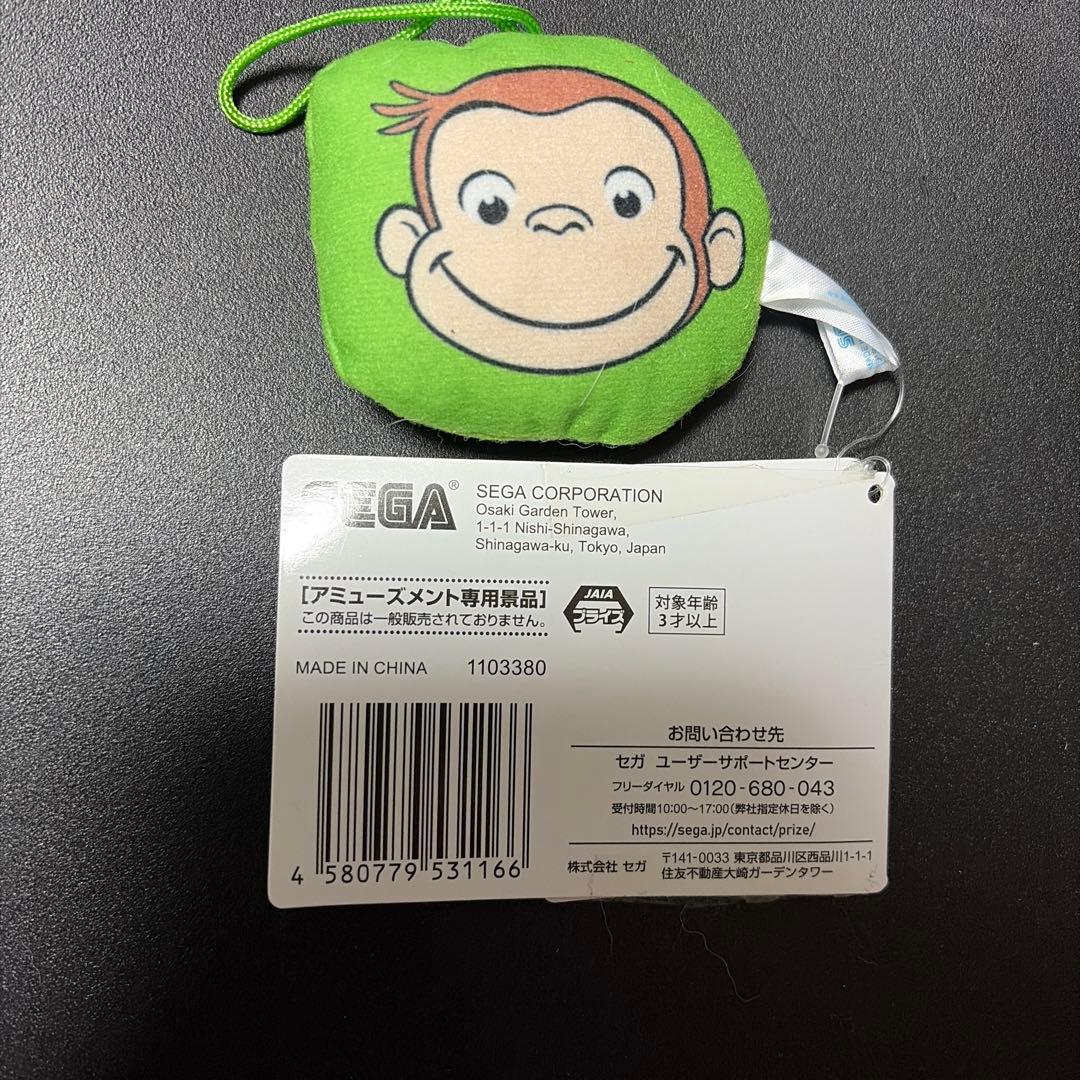 SEGA®
SEGA CORPORATION
Osaki Garden Tower,
1-1-1 Nishi-Shinagawa,
Shinagawa-ku, Tokyo, Japan
[アミューズメント専用景品]
この商品は一般販売されておりません。
JAIA
プライズ
対象年齢
3才以上
MADE IN CHINA 1103380
4 580779 531166
お問い合わせ先
セガ ユーザーサポートセンター
フリーダイヤル 0120-680-043
受付時間10:00〜17:00(弊社指定休日を除く)
https://sega.jp/contact/prize/
株式会社 セガ 〒141-0033 東京都品川区西品川1-1-1
住友不動産大崎ガーデンタワー